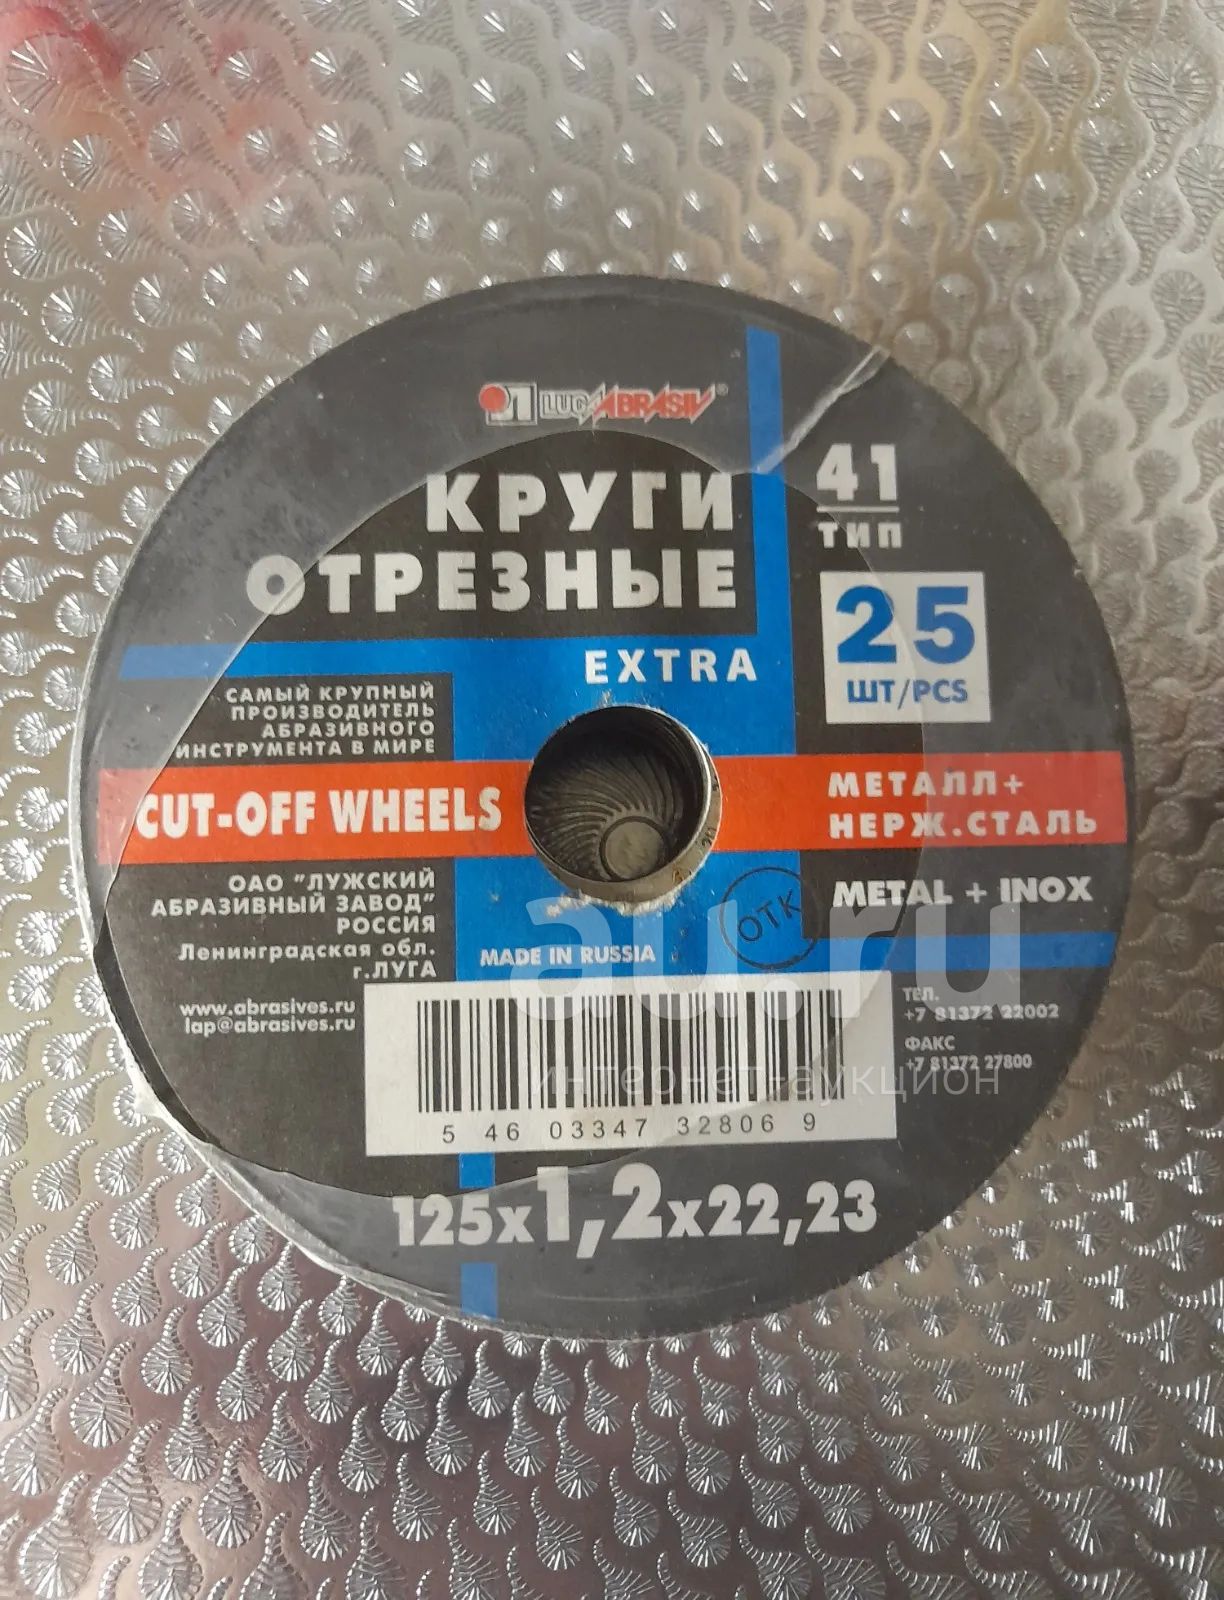 LUGAABRASIV®
КРУГИ
ОТРЕЗНЫЕ
EXTRA
41
ТИП
25
ШТ/PCS
САМЫЙ КРУПНЫЙ
ПРОИЗВОДИТЕЛЬ
АБРАЗИВНОГО
ИНСТРУМЕНТА В МИРЕ
CUT-OFF WHEELS
МЕТАЛЛ+
НЕРЖ.СТАЛЬ
METAL + INOX
ОАО "ЛУЖСКИЙ
АБРАЗИВНЫЙ ЗАВОД"
РОССИЯ
Ленинградская обл.
г.ЛУГА
www.abrasives.ru
lap@abrasives.ru
MADE IN RUSSIA
ОТК
ТЕЛ.
+7 81372 22002
ФАКС
+7 81372 27800
5 46 03347 32806 9
125x1,2x22,23
au.ru
интернет-аукцион